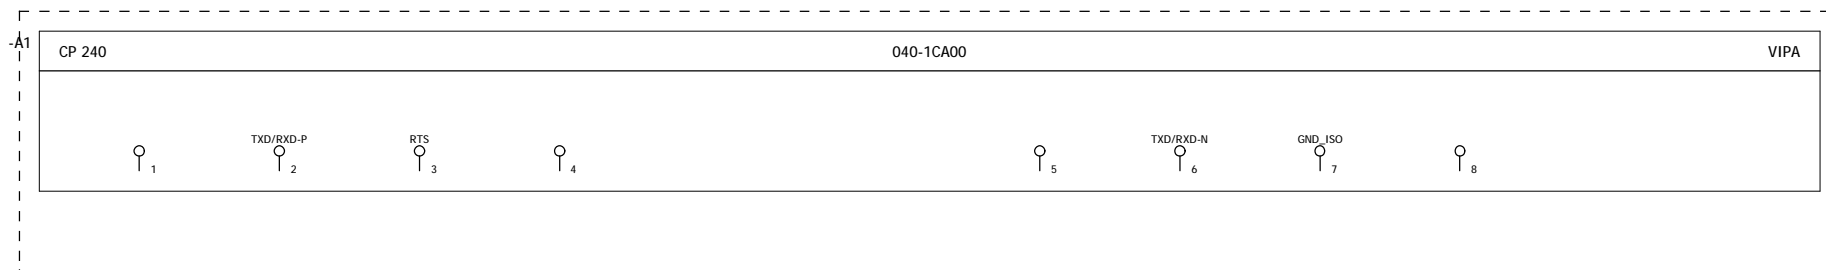 -A1
CP 240 040-1CA00 VIPA
TXD/RXD-P RTS TXD/RXD-N GND_ISO
1 2 3 4 5 6 7 8